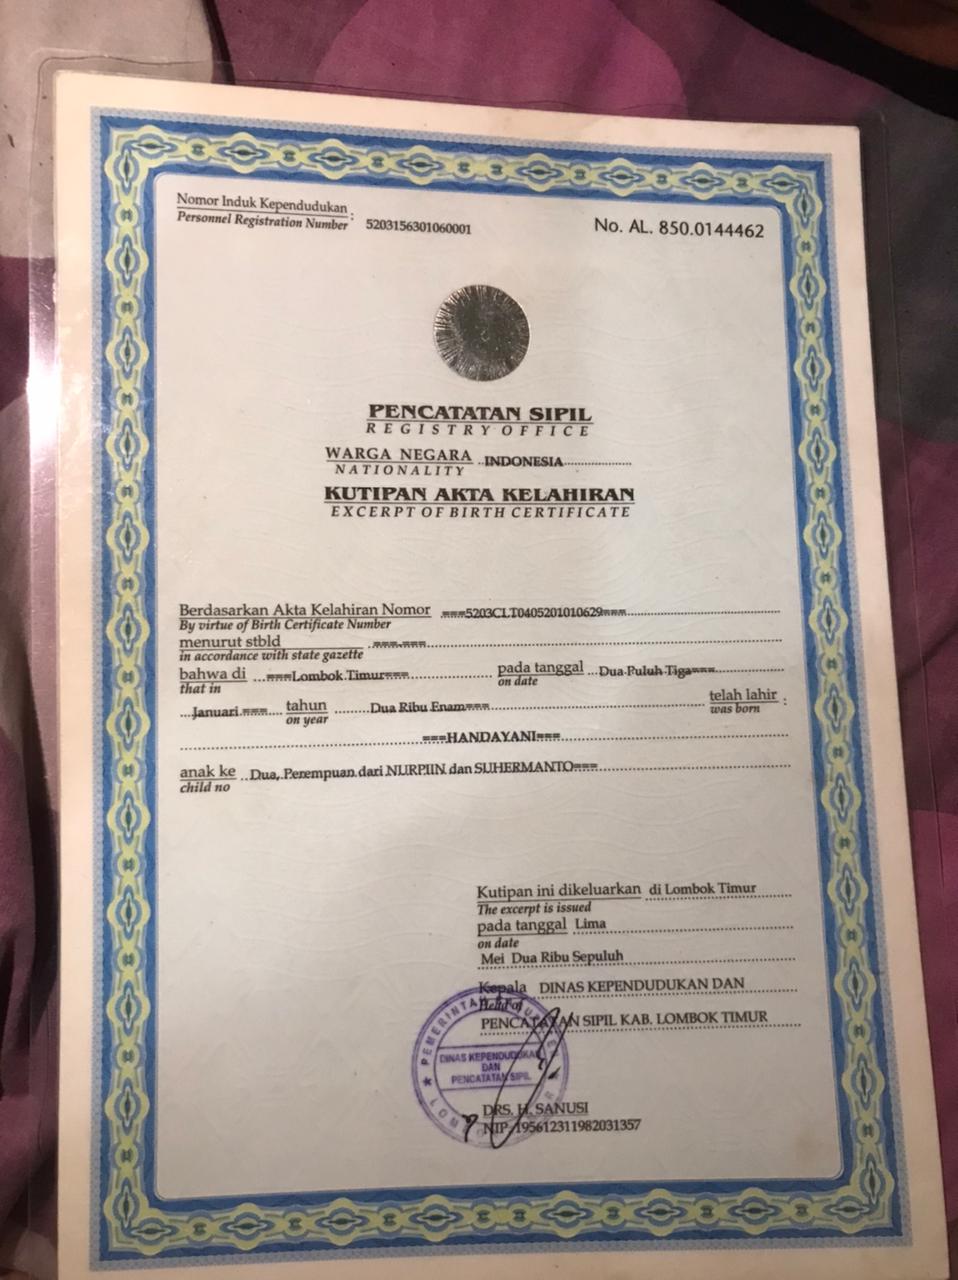 Nomor Induk Kependudukan
Personnel Registration Number : 5203156301060001
No. AL. 850.0144462
PENCATATAN SIPIL
REGISTRY OFFICE
WARGA NEGARA ..INDONESIA
NATIONALITY
KUTIPAN AKTA KELAHIRAN
EXCERPT OF BIRTH CERTIFICATE
Berdasarkan Akta Kelahiran Nomor ===5203CLT0405201010629===
By virtue of Birth Certificate Number
menurut stbld ===.===
in accordance with state gazette
bahwa di ===Lombok Timur=== pada tanggal Dua Puluh Tiga===
that in on date
Januari === tahun Dua Ribu Enam=== telah lahir :
on year was born
===HANDAYANI===
anak ke Dua, Perempuan dari NURPIIN dan SUHERMANTO===
child no
Kutipan ini dikeluarkan di Lombok Timur
The excerpt is issued
pada tanggal Lima
on date
Mei Dua Ribu Sepuluh
Kepala DINAS KEPENDUDUKAN DAN
Head of
PENCATATAN SIPIL KAB. LOMBOK TIMUR
DINAS KEPENDUDUKAN
DAN
PENCATATAN SIPIL
DRS. H. SANUSI
NIP. 195612311982031357